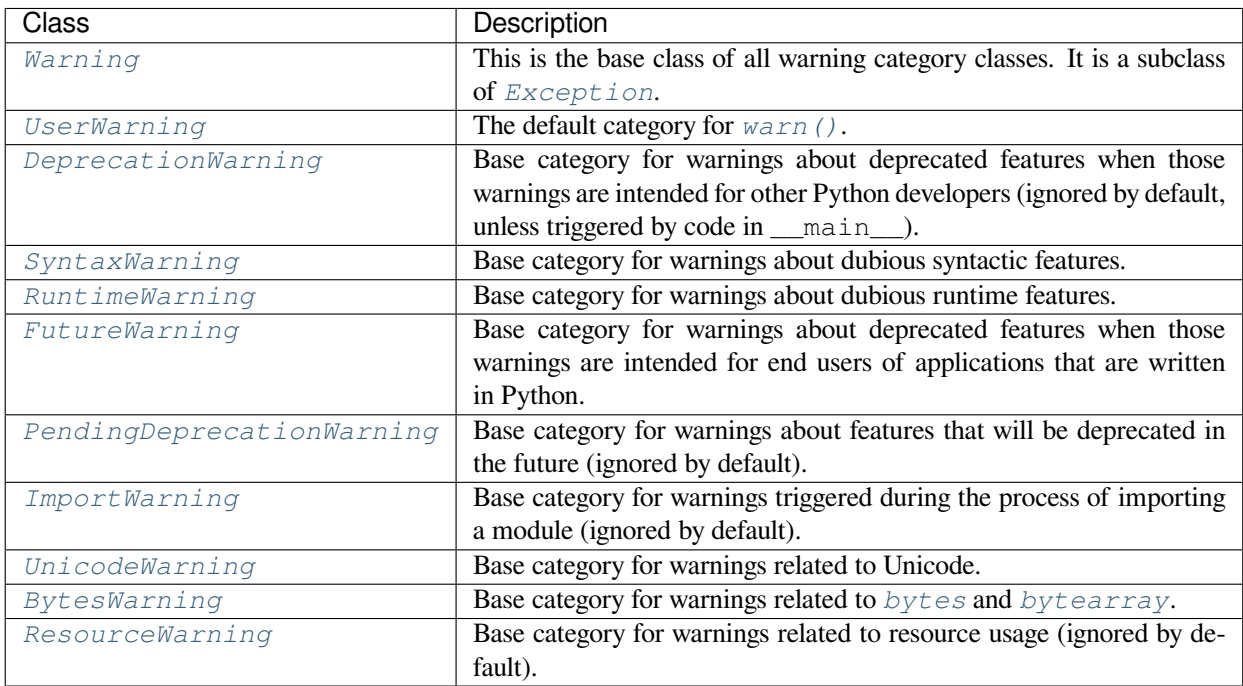 Class Description
Warning This is the base class of all warning category classes. It is a subclass
of Exception.
UserWarning The default category for warn().
DeprecationWarning Base category for warnings about deprecated features when those
warnings are intended for other Python developers (ignored by default,
unless triggered by code in __main__).
SyntaxWarning Base category for warnings about dubious syntactic features.
RuntimeWarning Base category for warnings about dubious runtime features.
FutureWarning Base category for warnings about deprecated features when those
warnings are intended for end users of applications that are written
in Python.
PendingDeprecationWarning Base category for warnings about features that will be deprecated in
the future (ignored by default).
ImportWarning Base category for warnings triggered during the process of importing
a module (ignored by default).
UnicodeWarning Base category for warnings related to Unicode.
BytesWarning Base category for warnings related to bytes and bytearray.
ResourceWarning Base category for warnings related to resource usage (ignored by de-
fault).